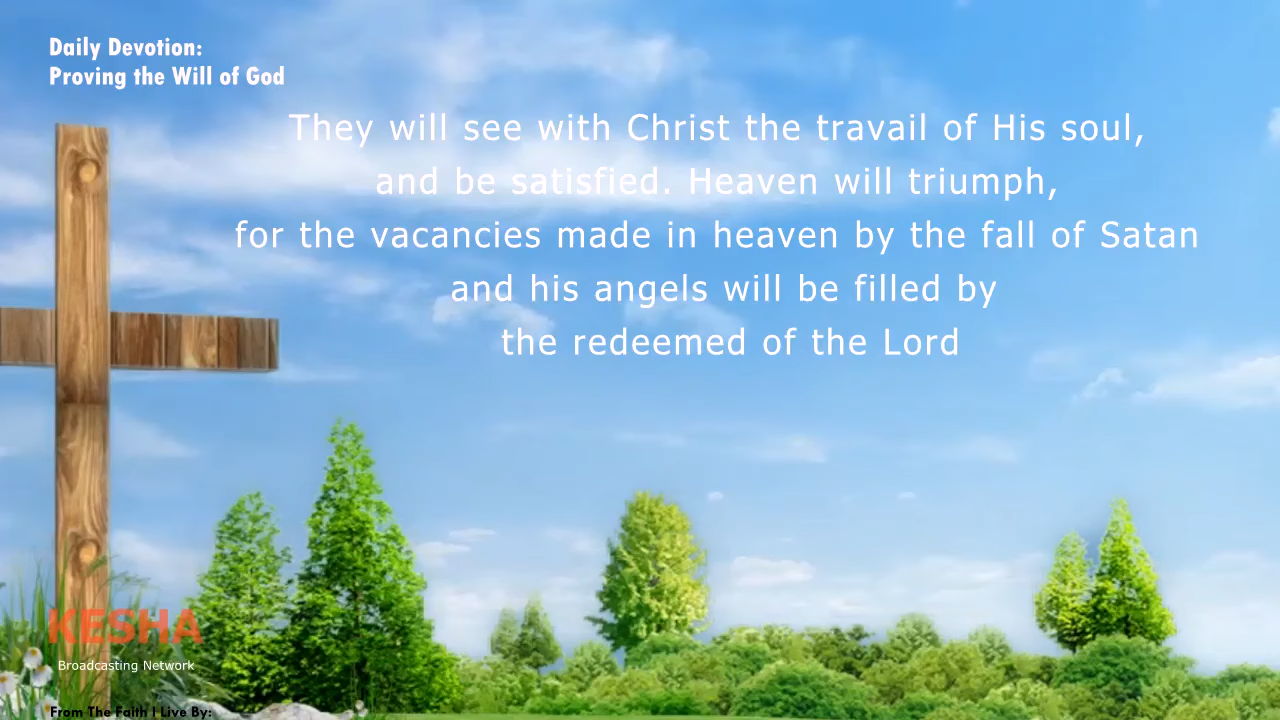 Daily Devotion:
Proving the Will of God
They will see with Christ the travail of His soul,
and be satisfied. Heaven will triumph,
for the vacancies made in heaven by the fall of Satan
and his angels will be filled by
the redeemed of the Lord
KESHA
Broadcasting Network
From The Faith I Live By: